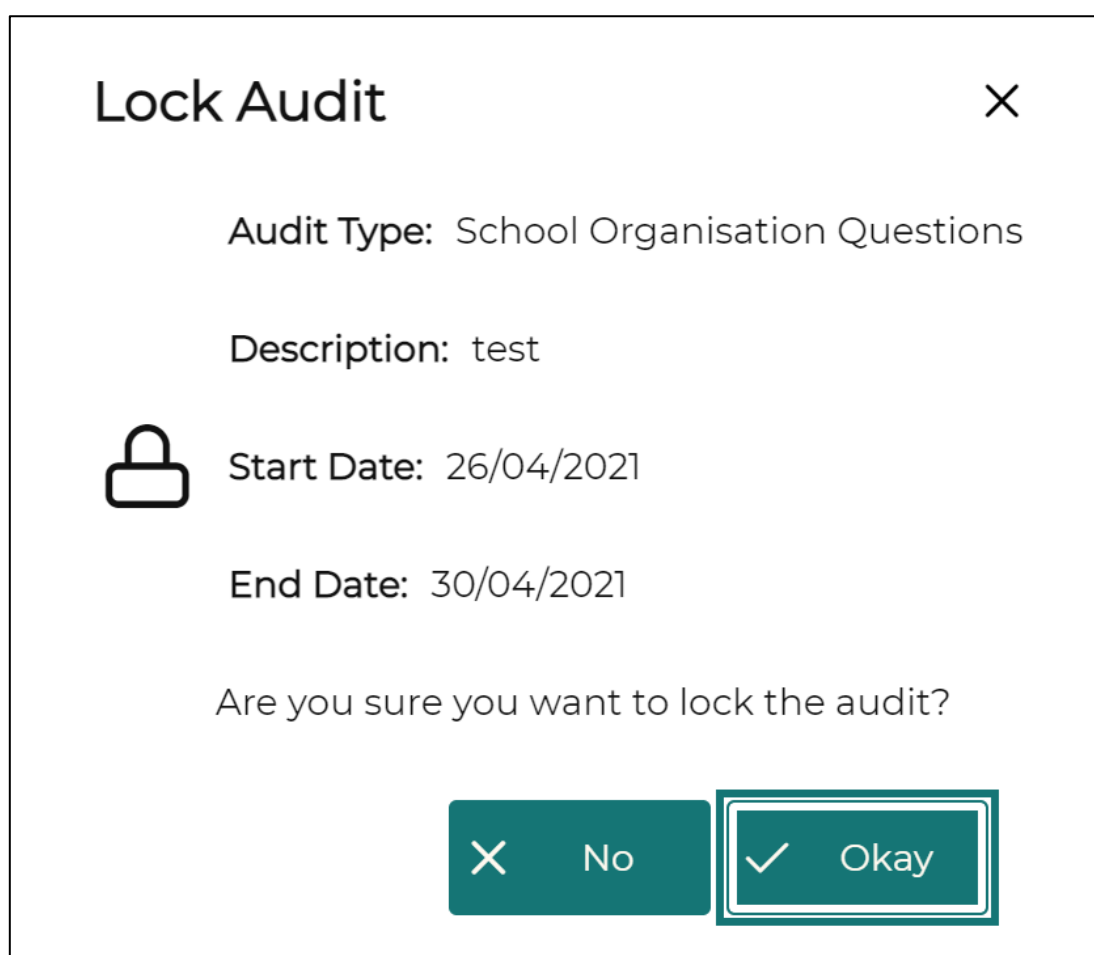 Lock Audit
Audit Type: School Organisation Questions
Description: test
Start Date: 26/04/2021
End Date: 30/04/2021
Are you sure you want to lock the audit?
No Okay